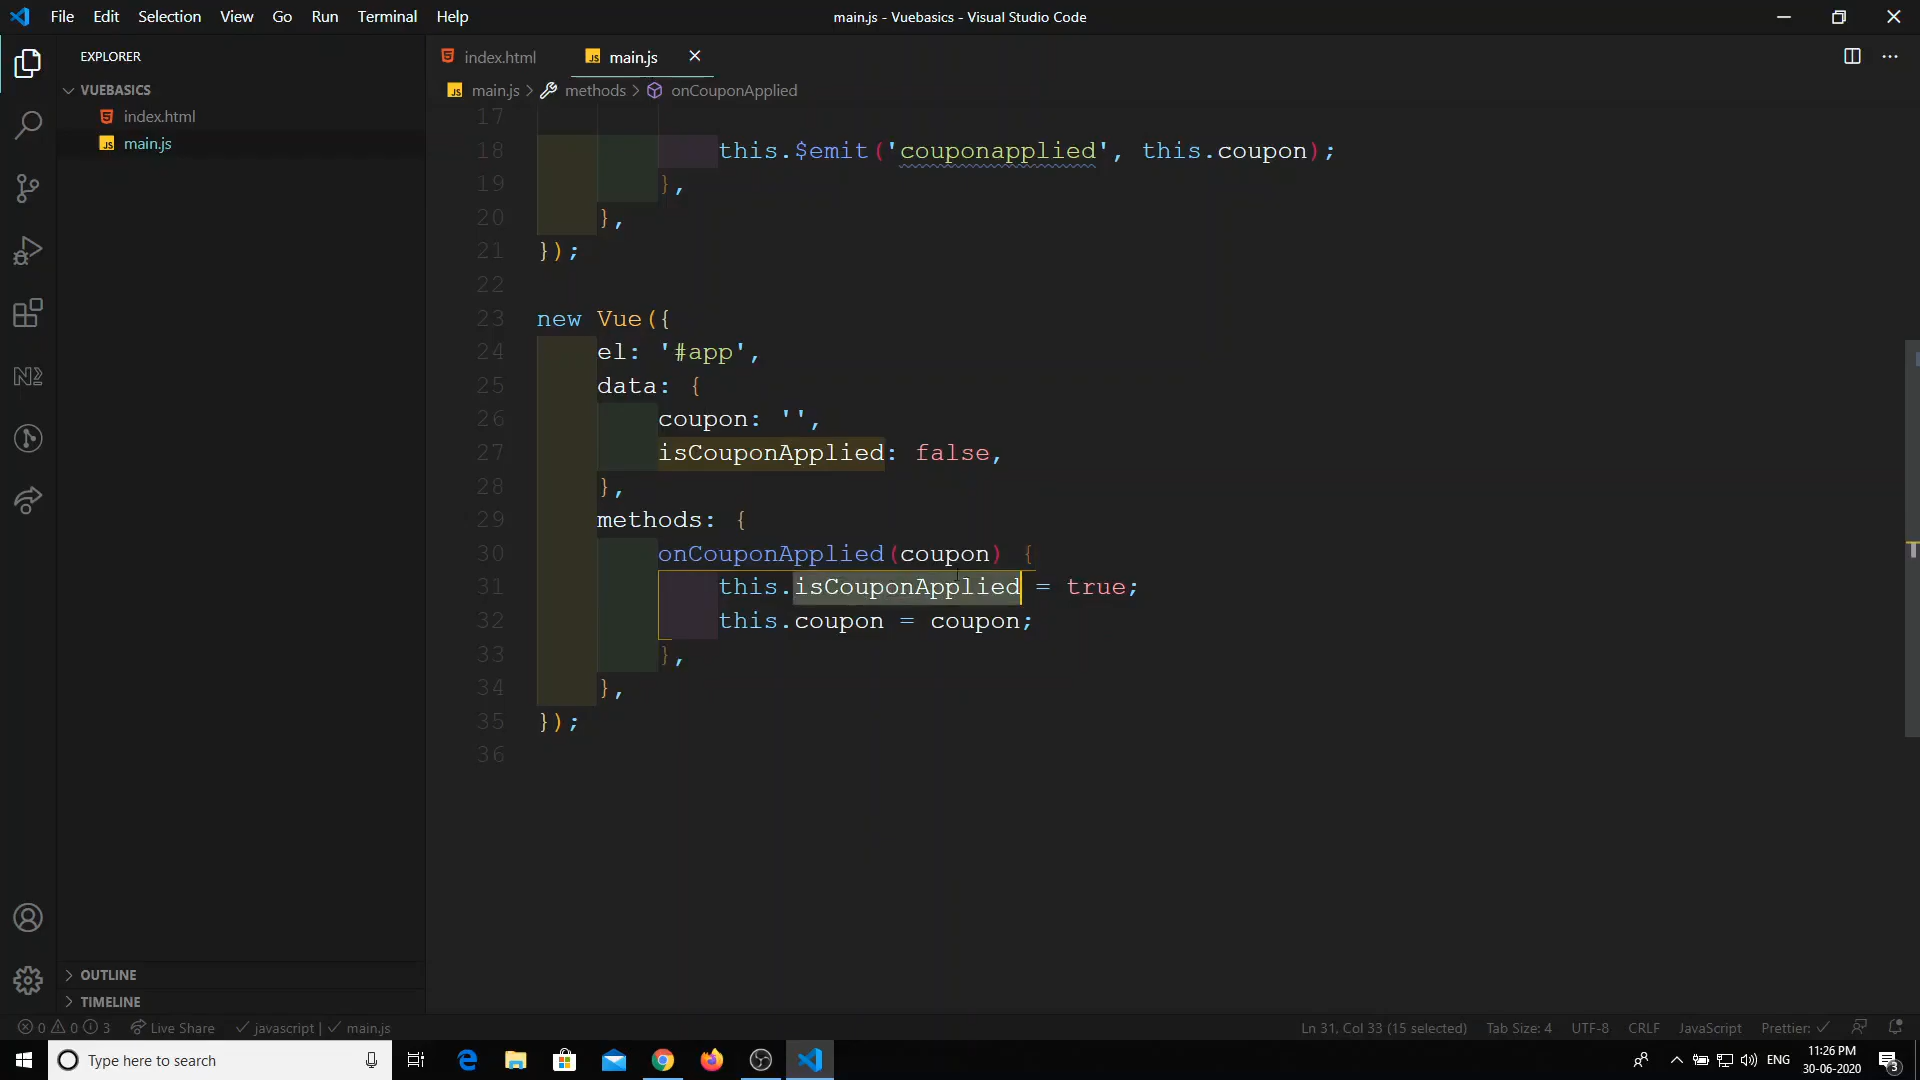 File Edit Selection View Go Run Terminal Help
main.js - Vuebasics - Visual Studio Code
EXPLORER
VUEBASICS
index.html
main.js
index.html
main.js
main.js > methods > onCouponApplied
17
18 this.$emit('couponapplied', this.coupon);
19 },
20 },
21 });
22
23 new Vue({
24 el: '#app',
25 data: {
26 coupon: '',
27 isCouponApplied: false,
28 },
29 methods: {
30 onCouponApplied(coupon) {
31 this.isCouponApplied = true;
32 this.coupon = coupon;
33 },
34 },
35 });
36
OUTLINE
TIMELINE
0 0 3 Live Share javascript | main.js
Ln 31, Col 33 (15 selected) Tab Size: 4 UTF-8 CRLF JavaScript Prettier:
Type here to search
ENG
11:26 PM
30-06-2020
3